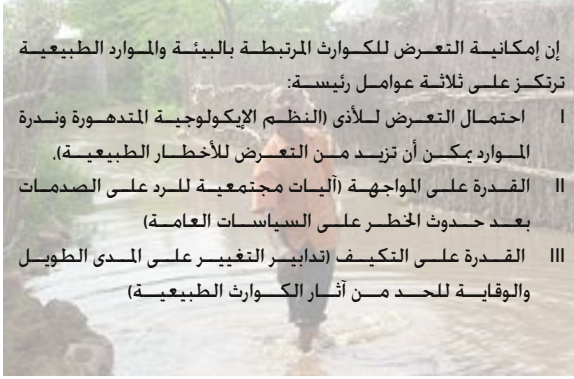 إن إمكانية التعرض للكوارث المرتبطة بالبيئة والموارد الطبيعية
ترتكز على ثلاثة عوامل رئيسة:
I احتمال التعرض للأذى (النظم الإيكولوجية المتدهورة وندرة
الموارد يمكن أن تزيد من التعرض للأخطار الطبيعية).
II القدرة على المواجهة (آليات مجتمعية للرد على الصدمات
بعد حدوث الخطر على السياسات العامة)
III القدرة على التكيف (تدابير التغيير على المدى الطويل
والوقاية للحد من آثار الكوارث الطبيعية)